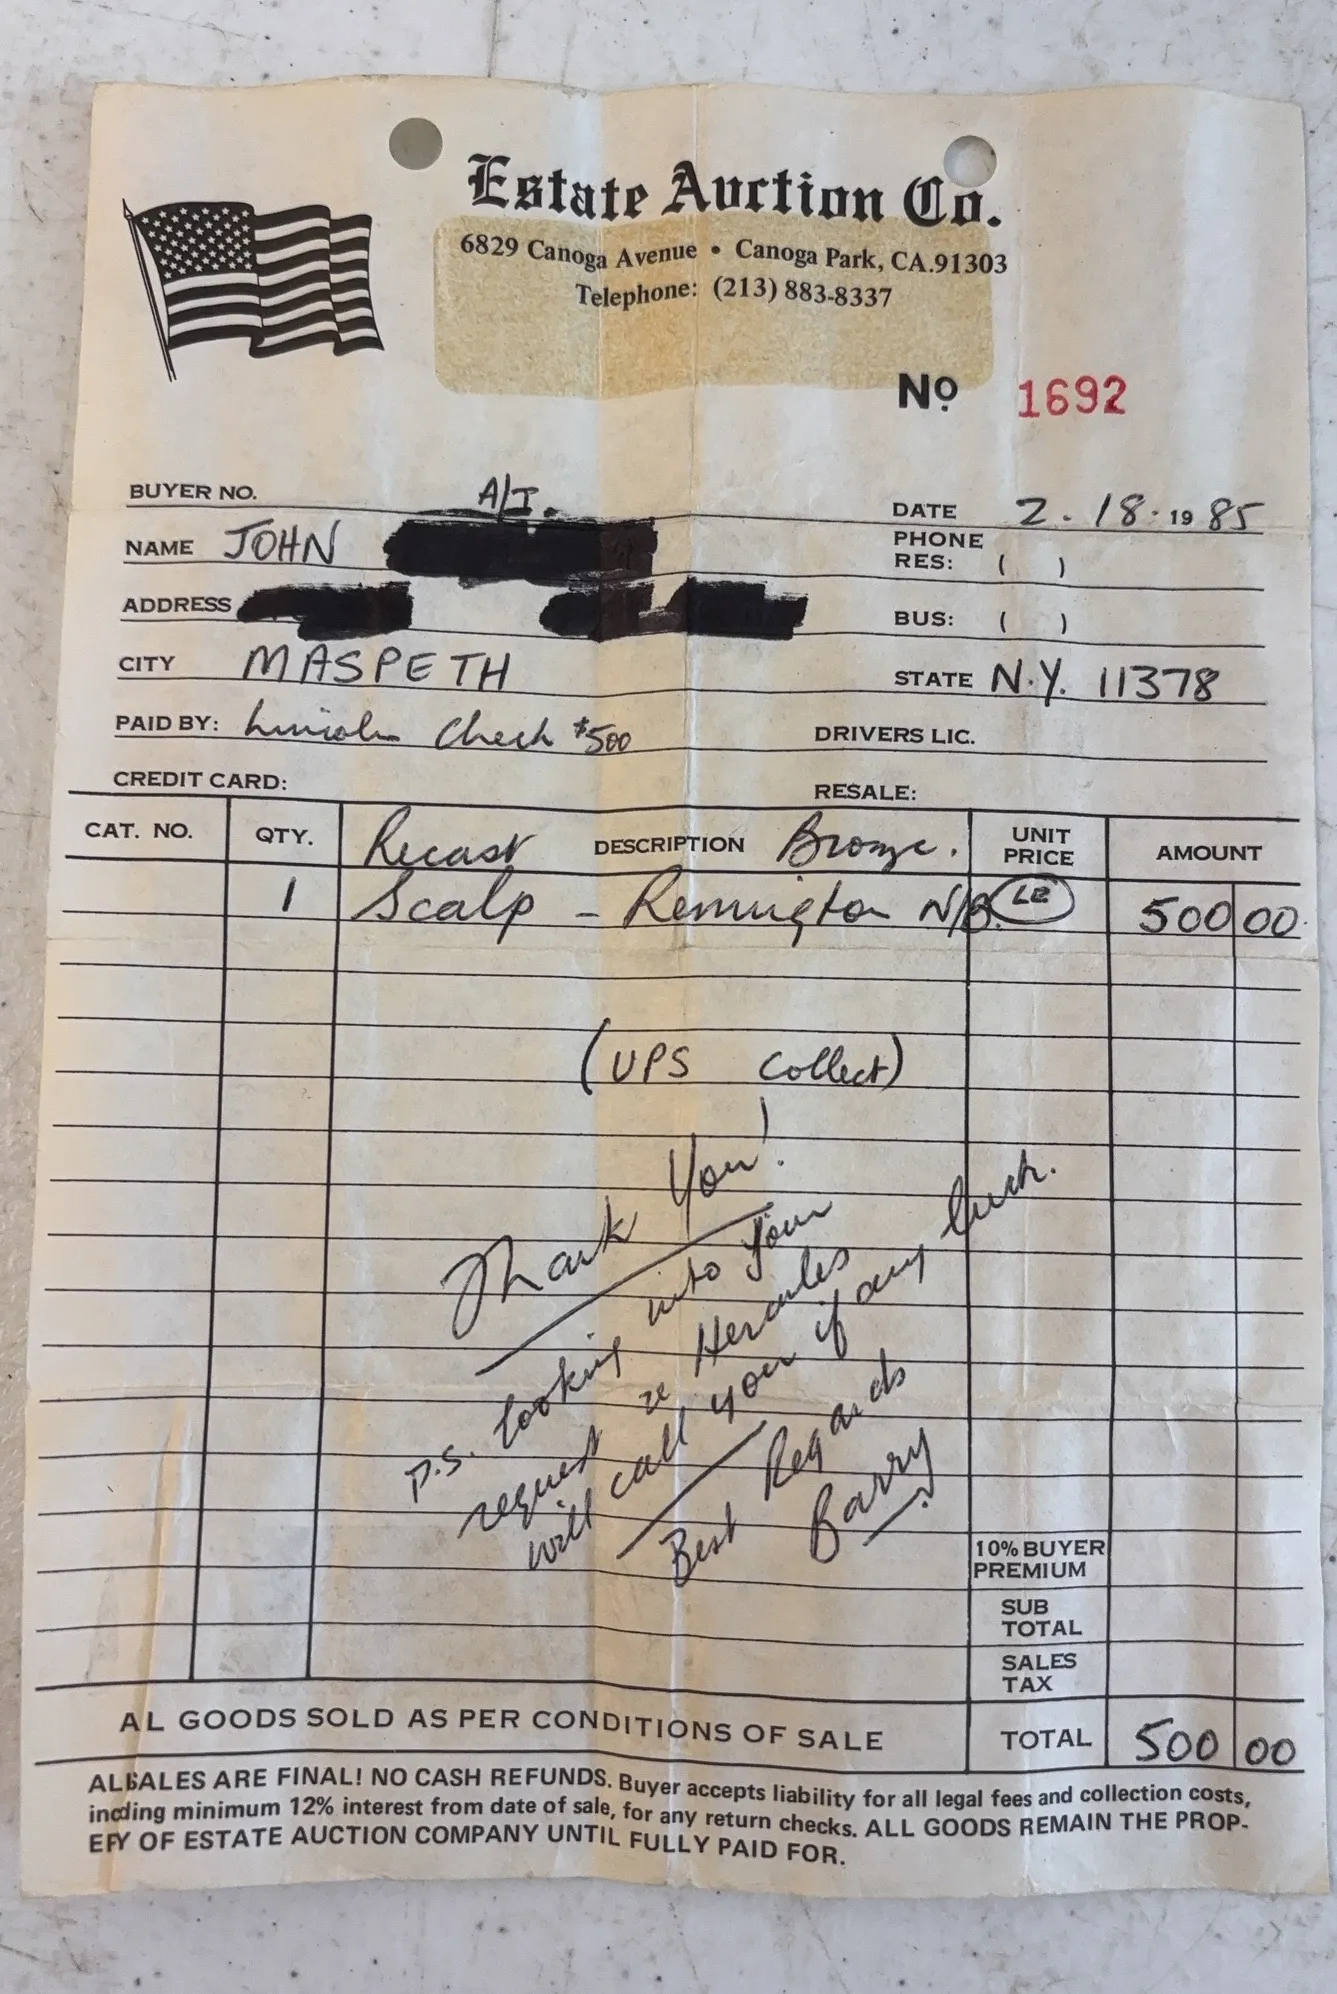 Estate Auction Co.
6829 Canoga Avenue • Canoga Park, CA.91303
Telephone: (213) 883-8337
No 1692
BUYER NO. A/I.
DATE 2.18.1985
NAME JOHN
PHONE
RES: ( )
ADDRESS
BUS: ( )
CITY MASPETH
STATE N.Y. 11378
PAID BY: Lincoln Check $500
DRIVERS LIC.
CREDIT CARD:
RESALE:
CAT. NO. QTY. Recast DESCRIPTION Bronze. UNIT PRICE AMOUNT
1 Scalp - Remington N/B. LE 500 00
(UPS Collect)
Thank You!
P.S. looking into your
request re Hercules
will call you if any luck.
Best Regards
Barry
10% BUYER
PREMIUM
SUB
TOTAL
SALES
TAX
AL GOODS SOLD AS PER CONDITIONS OF SALE
TOTAL 500 00
ALSALES ARE FINAL! NO CASH REFUNDS. Buyer accepts liability for all legal fees and collection costs,
incding minimum 12% interest from date of sale, for any return checks. ALL GOODS REMAIN THE PROP-
ERY OF ESTATE AUCTION COMPANY UNTIL FULLY PAID FOR.